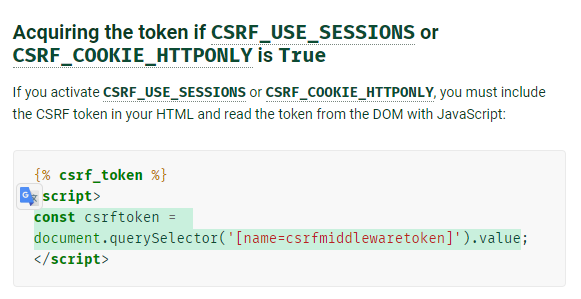 Acquiring the token if CSRF_USE_SESSIONS or
CSRF_COOKIE_HTTPONLY is True
If you activate CSRF_USE_SESSIONS or CSRF_COOKIE_HTTPONLY, you must include
the CSRF token in your HTML and read the token from the DOM with JavaScript:
{% csrf_token %}
script>
const csrftoken =
document.querySelector('[name=csrfmiddlewaretoken]').value;
</script>